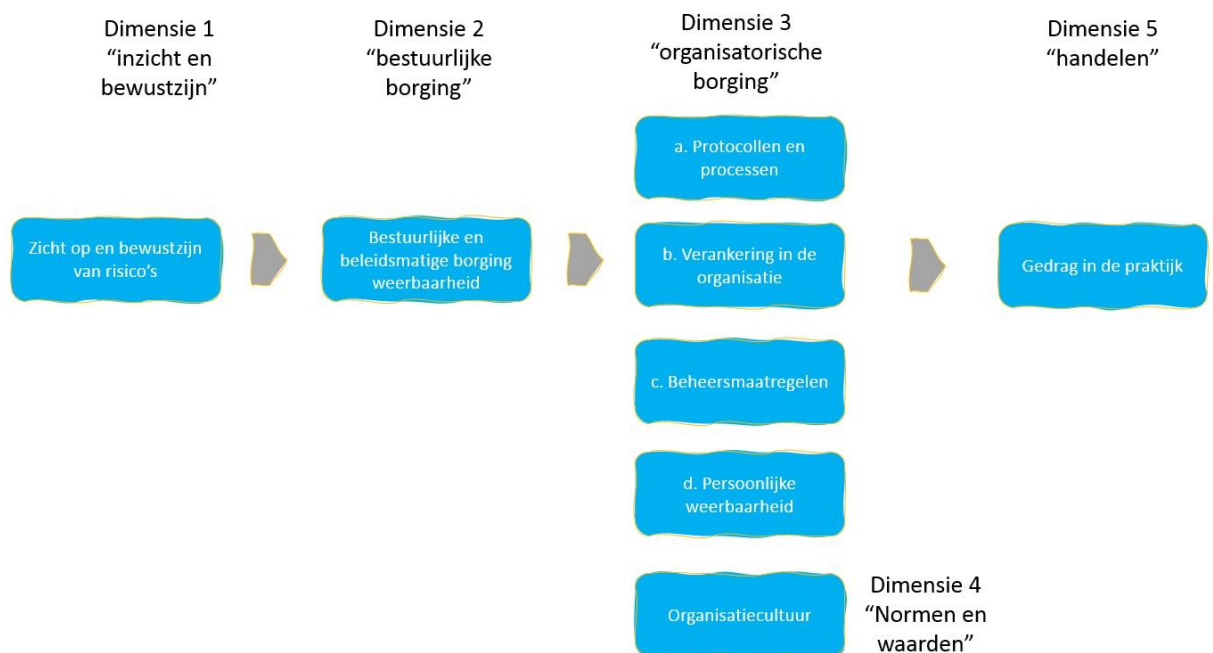 Dimensie 1
“inzicht en
bewustzijn”
Dimensie 2
“bestuurlijke
borging”
Dimensie 3
“organisatorische
borging”
Dimensie 5
“handelen”
Zicht op en bewustzijn
van risico’s
Bestuurlijke en
beleidsmatige borging
weerbaarheid
a. Protocollen en
processen
b. Verankering in de
organisatie
c. Beheersmaatregelen
d. Persoonlijke
weerbaarheid
Organisatiecultuur
Dimensie 4
“Normen en
waarden”
Gedrag in de praktijk